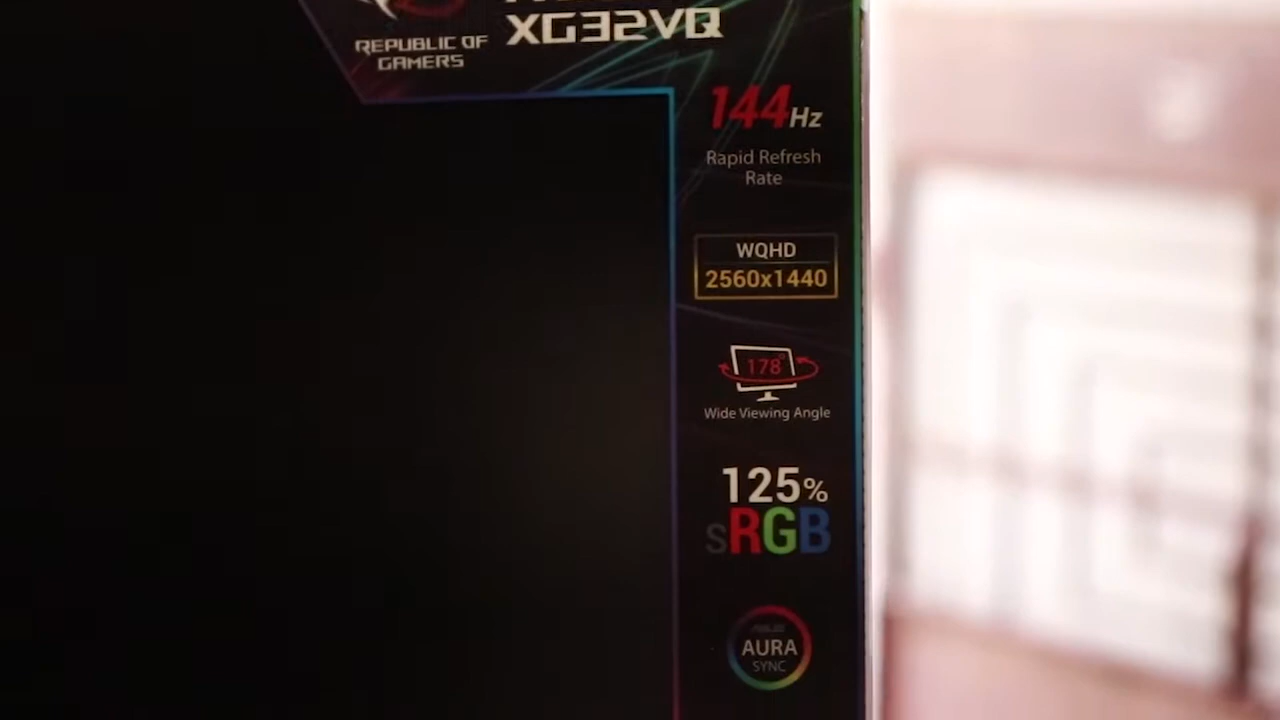 REPUBLIC OF
GAMERS
XG32VQ
144Hz
Rapid Refresh
Rate
WQHD
2560x1440
178°
Wide Viewing Angle
125%
sRGB
AURA
SYNC